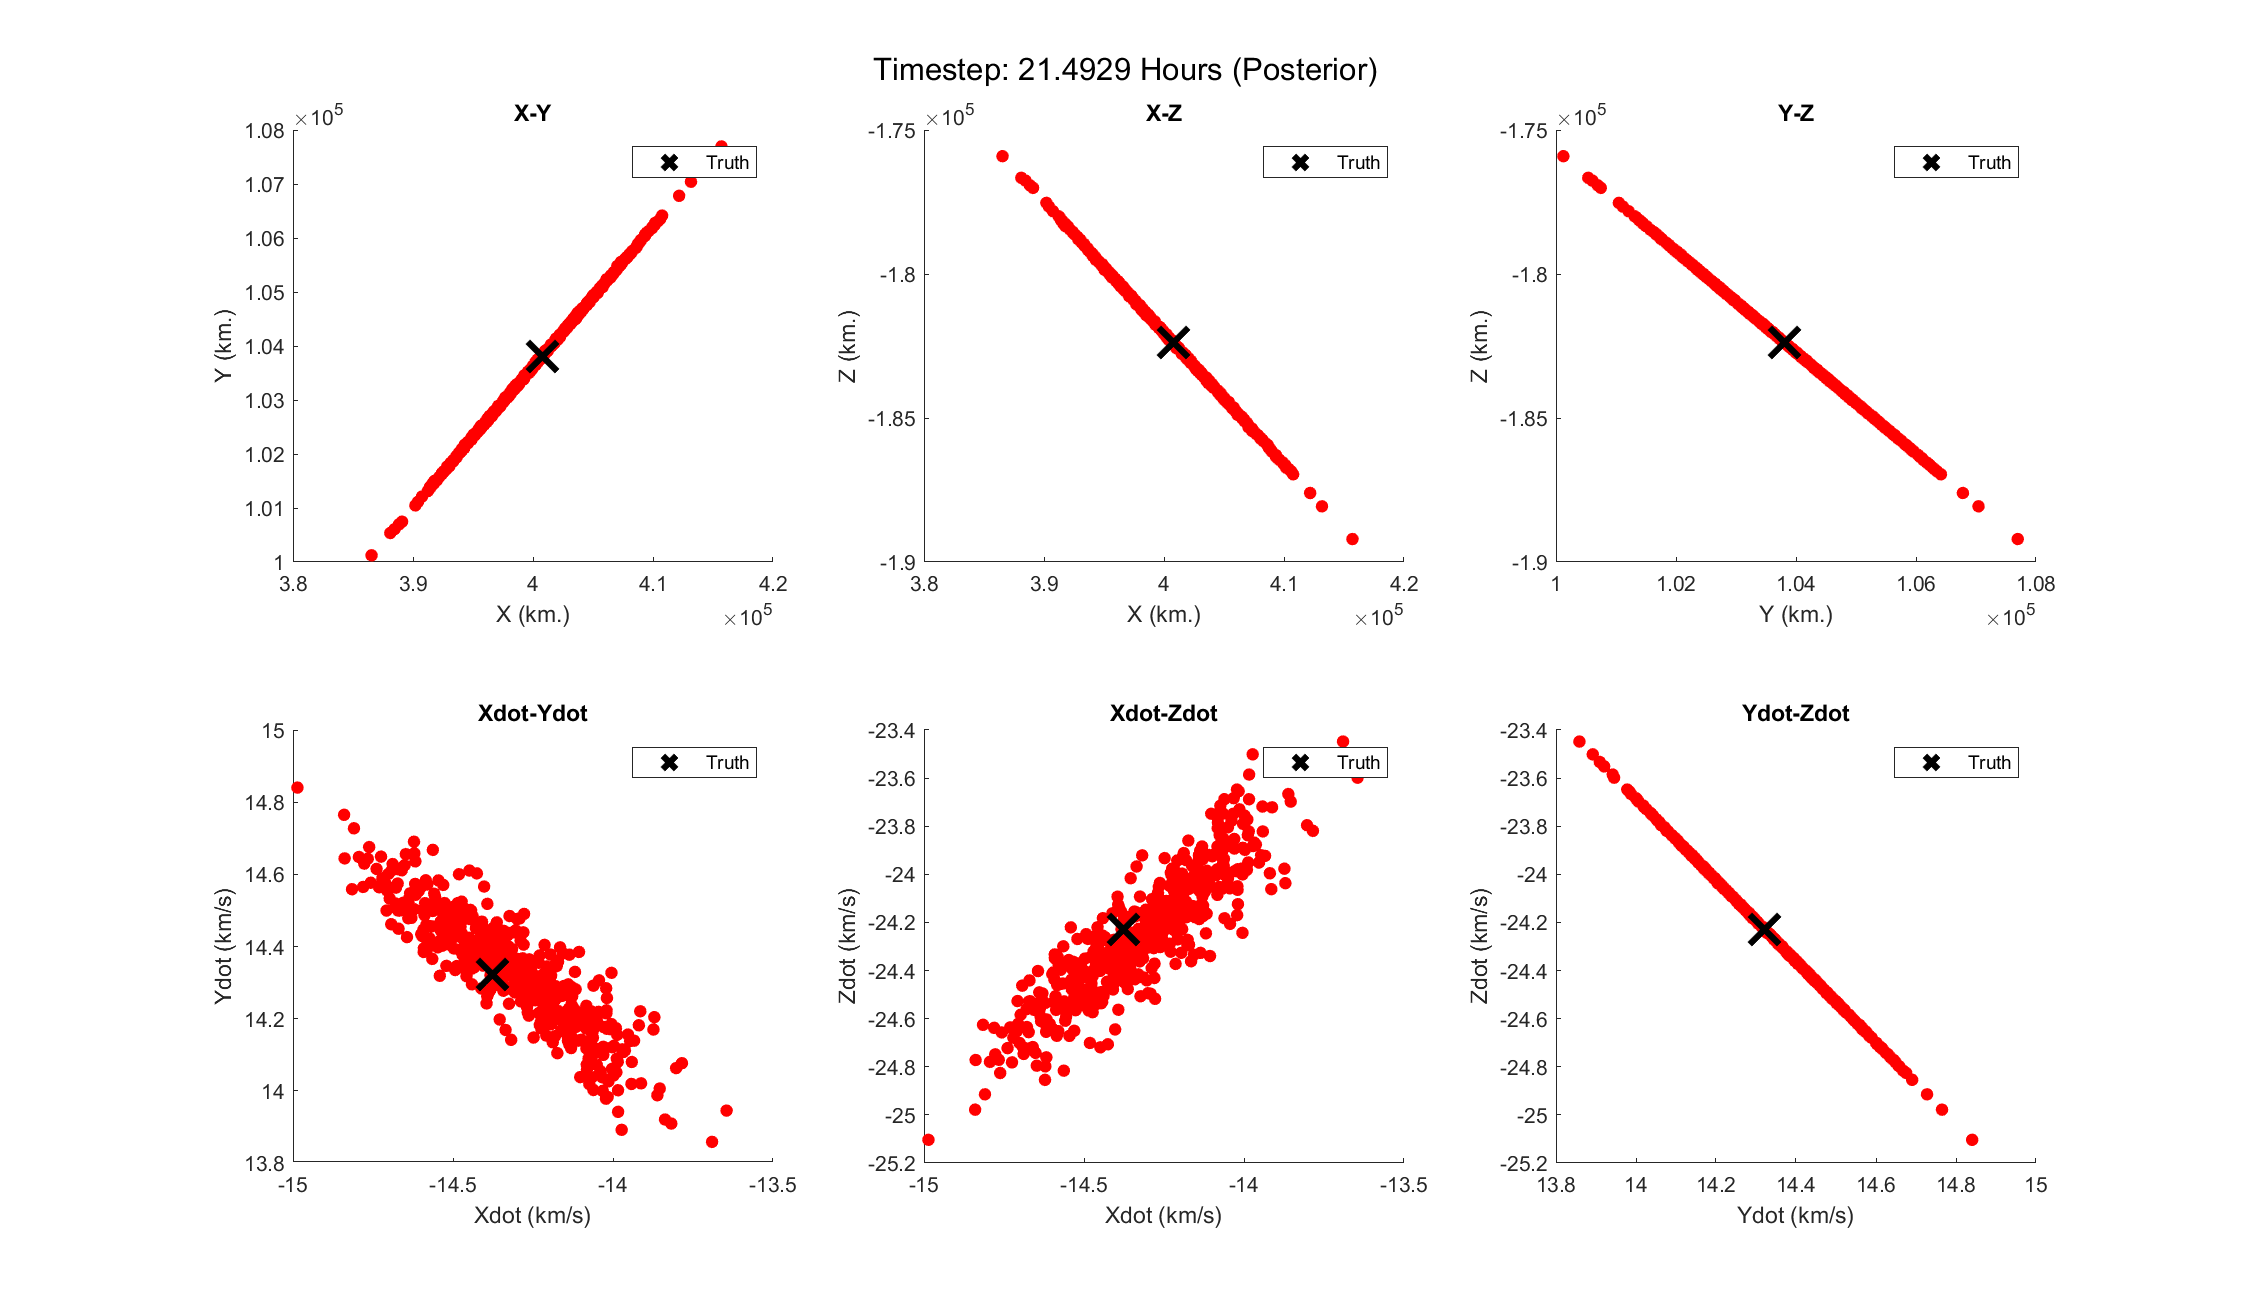 Timestep: 21.4929 Hours (Posterior)
X-Y
×10^5
1.08
1.07
1.06
1.05
1.04
1.03
1.02
1.01
1
Y (km.)
3.8 3.9 4 4.1 4.2
X (km.)
×10^5
Truth
X-Z
×10^5
-1.75
-1.8
-1.85
-1.9
Z (km.)
3.8 3.9 4 4.1 4.2
X (km.)
×10^5
Truth
Y-Z
×10^5
-1.75
-1.8
-1.85
-1.9
Z (km.)
1 1.02 1.04 1.06 1.08
Y (km.)
×10^5
Truth
Xdot-Ydot
15
14.8
14.6
14.4
14.2
14
13.8
Ydot (km/s)
-15 -14.5 -14 -13.5
Xdot (km/s)
Truth
Xdot-Zdot
-23.4
-23.6
-23.8
-24
-24.2
-24.4
-24.6
-24.8
-25
-25.2
Zdot (km/s)
-15 -14.5 -14 -13.5
Xdot (km/s)
Truth
Ydot-Zdot
-23.4
-23.6
-23.8
-24
-24.2
-24.4
-24.6
-24.8
-25
-25.2
Zdot (km/s)
13.8 14 14.2 14.4 14.6 14.8 15
Ydot (km/s)
Truth